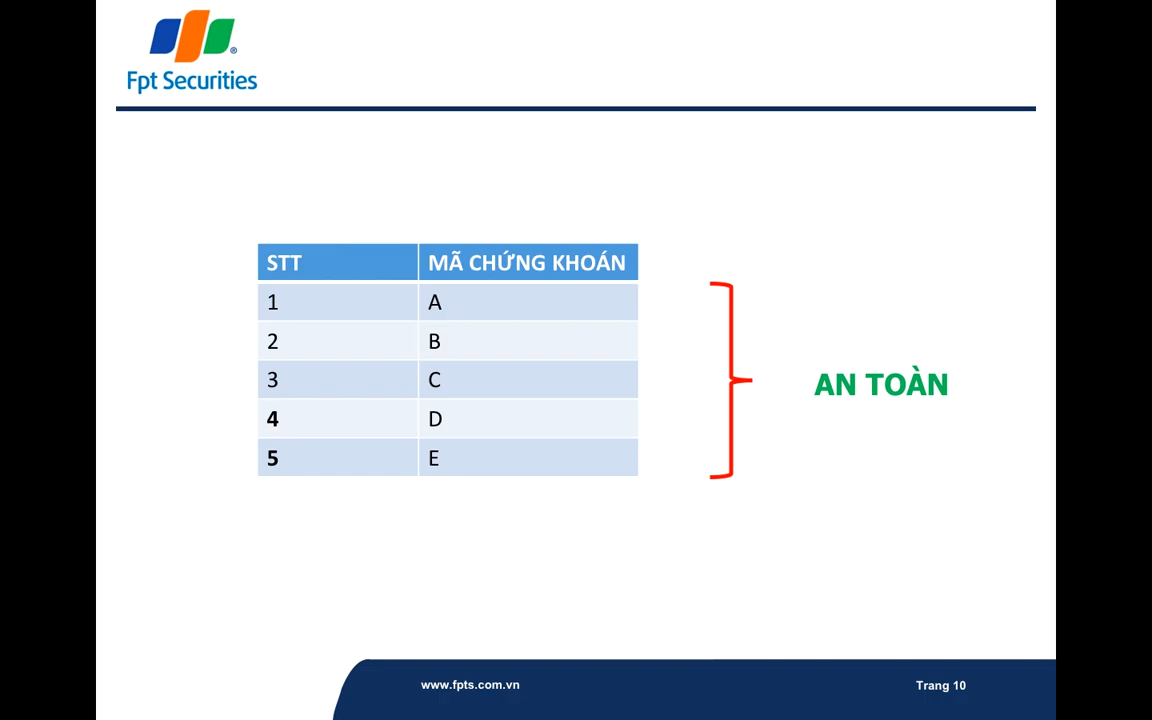 Fpt Securities
STT MÃ CHỨNG KHOÁN
1 A
2 B
3 C
4 D
5 E
AN TOÀN
www.fpts.com.vn
Trang 10